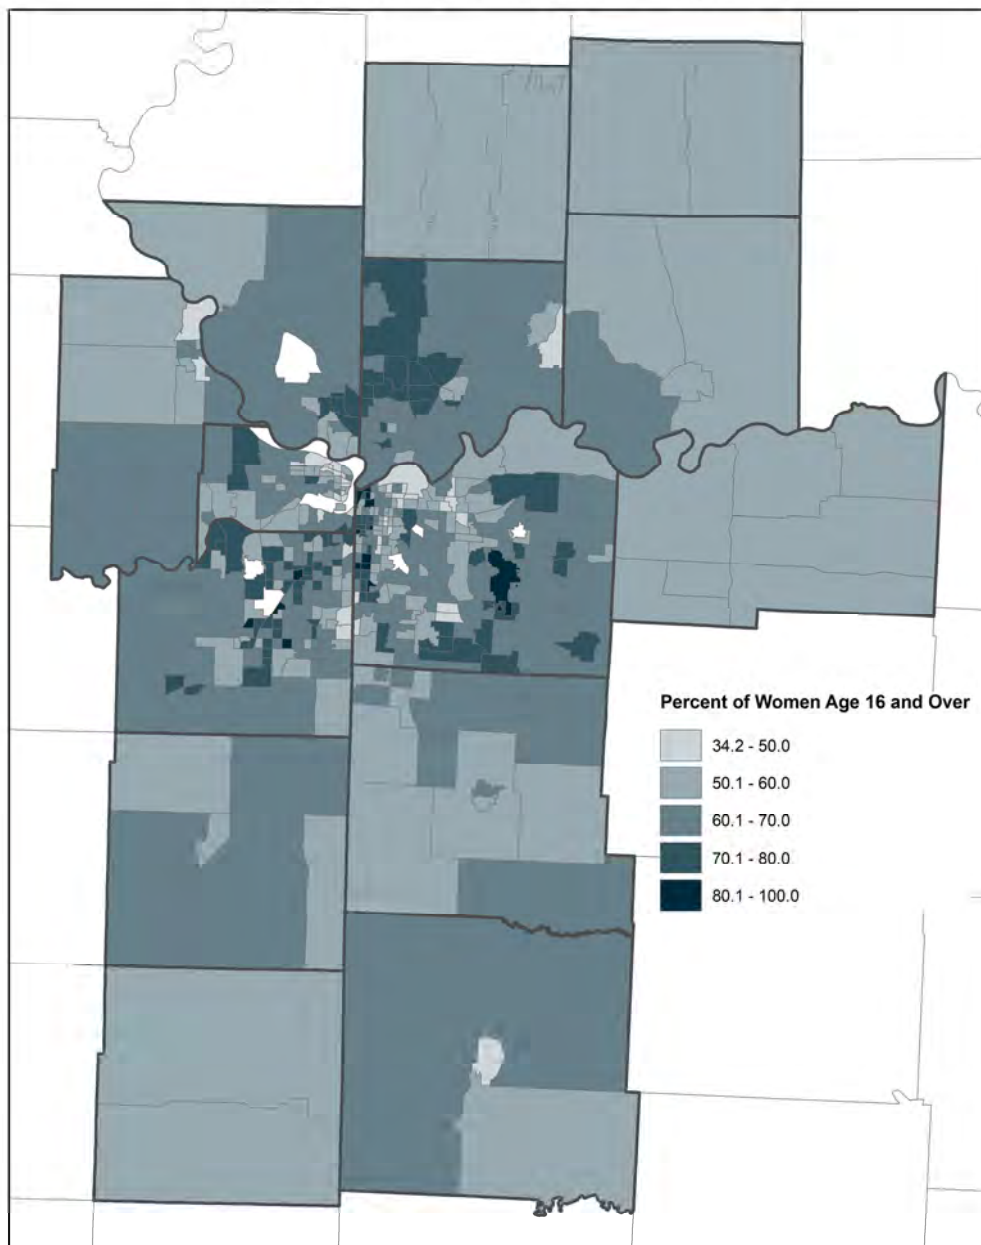 Percent of Women Age 16 and Over
34.2 - 50.0
50.1 - 60.0
60.1 - 70.0
70.1 - 80.0
80.1 - 100.0